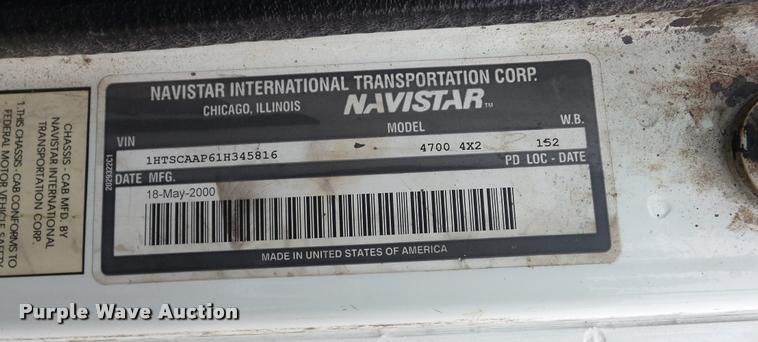 NAVISTAR INTERNATIONAL TRANSPORTATION CORP.
CHICAGO, ILLINOIS NAVISTAR™
VIN MODEL W.B.
1HTSCAAP61H345816 4700 4X2 152
DATE MFG. PD LOC - DATE
18-May-2000
MADE IN UNITED STATES OF AMERICA
2029322C1
CHASSIS - CAB MFD. BY
NAVISTAR INTERNATIONAL
TRANSPORTATION CORP.
1. THIS CHASSIS - CAB CONFORMS TO
FEDERAL MOTOR VEHICLE SAFETY
Purple Wave Auction